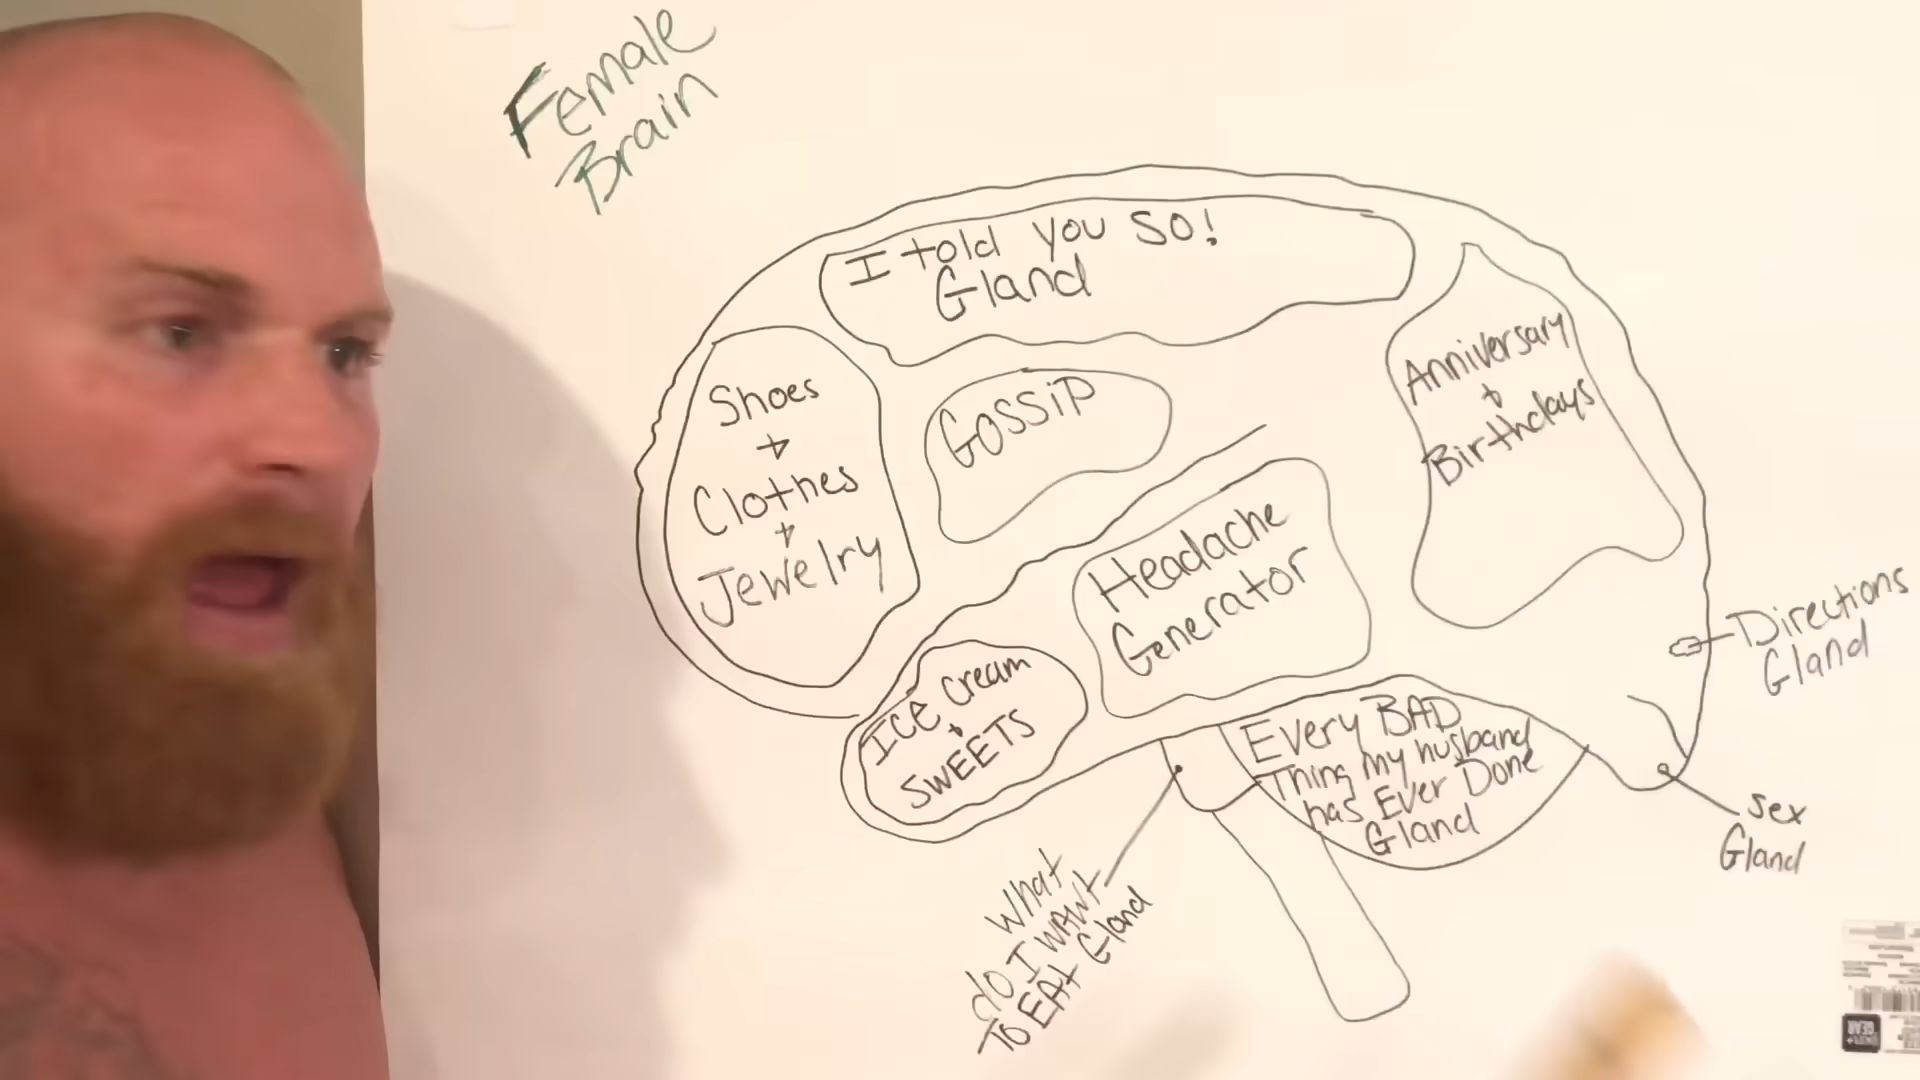 Female
Brain
I told you so!
Gland
Shoes
+
Clothes
+
Jewelry
Gossip
Anniversary
+
Birthdays
Headache
Generator
Ice cream
+
SWEETS
Every BAD
Thing my husband
has Ever Done
Gland
Directions
Gland
Sex
Gland
What
do I WANT
TO EAt Gland
GEAR